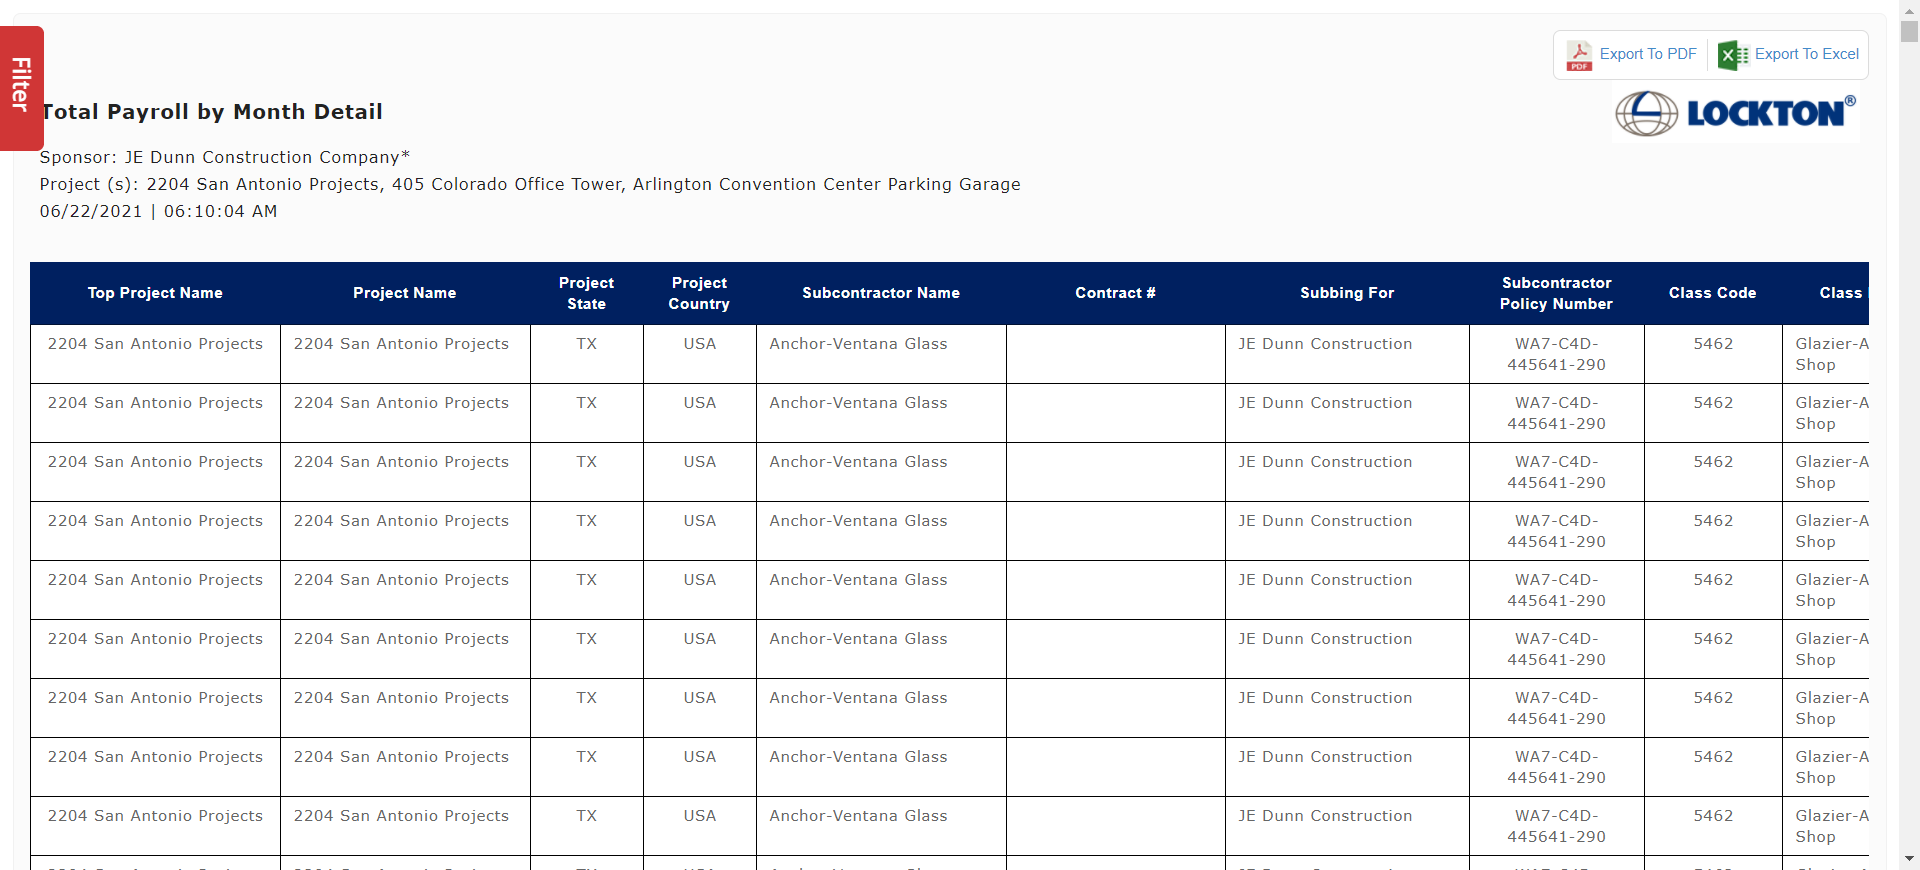 Filter
Export To PDF
Export To Excel
LOCKTON®
Total Payroll by Month Detail
Sponsor: JE Dunn Construction Company*
Project (s): 2204 San Antonio Projects, 405 Colorado Office Tower, Arlington Convention Center Parking Garage
06/22/2021 | 06:10:04 AM
Top Project Name Project Name Project State Project Country Subcontractor Name Contract # Subbing For Subcontractor Policy Number Class Code Class
2204 San Antonio Projects 2204 San Antonio Projects TX USA Anchor-Ventana Glass JE Dunn Construction WA7-C4D-445641-290 5462 Glazier-A Shop
2204 San Antonio Projects 2204 San Antonio Projects TX USA Anchor-Ventana Glass JE Dunn Construction WA7-C4D-445641-290 5462 Glazier-A Shop
2204 San Antonio Projects 2204 San Antonio Projects TX USA Anchor-Ventana Glass JE Dunn Construction WA7-C4D-445641-290 5462 Glazier-A Shop
2204 San Antonio Projects 2204 San Antonio Projects TX USA Anchor-Ventana Glass JE Dunn Construction WA7-C4D-445641-290 5462 Glazier-A Shop
2204 San Antonio Projects 2204 San Antonio Projects TX USA Anchor-Ventana Glass JE Dunn Construction WA7-C4D-445641-290 5462 Glazier-A Shop
2204 San Antonio Projects 2204 San Antonio Projects TX USA Anchor-Ventana Glass JE Dunn Construction WA7-C4D-445641-290 5462 Glazier-A Shop
2204 San Antonio Projects 2204 San Antonio Projects TX USA Anchor-Ventana Glass JE Dunn Construction WA7-C4D-445641-290 5462 Glazier-A Shop
2204 San Antonio Projects 2204 San Antonio Projects TX USA Anchor-Ventana Glass JE Dunn Construction WA7-C4D-445641-290 5462 Glazier-A Shop
2204 San Antonio Projects 2204 San Antonio Projects TX USA Anchor-Ventana Glass JE Dunn Construction WA7-C4D-445641-290 5462 Glazier-A Shop